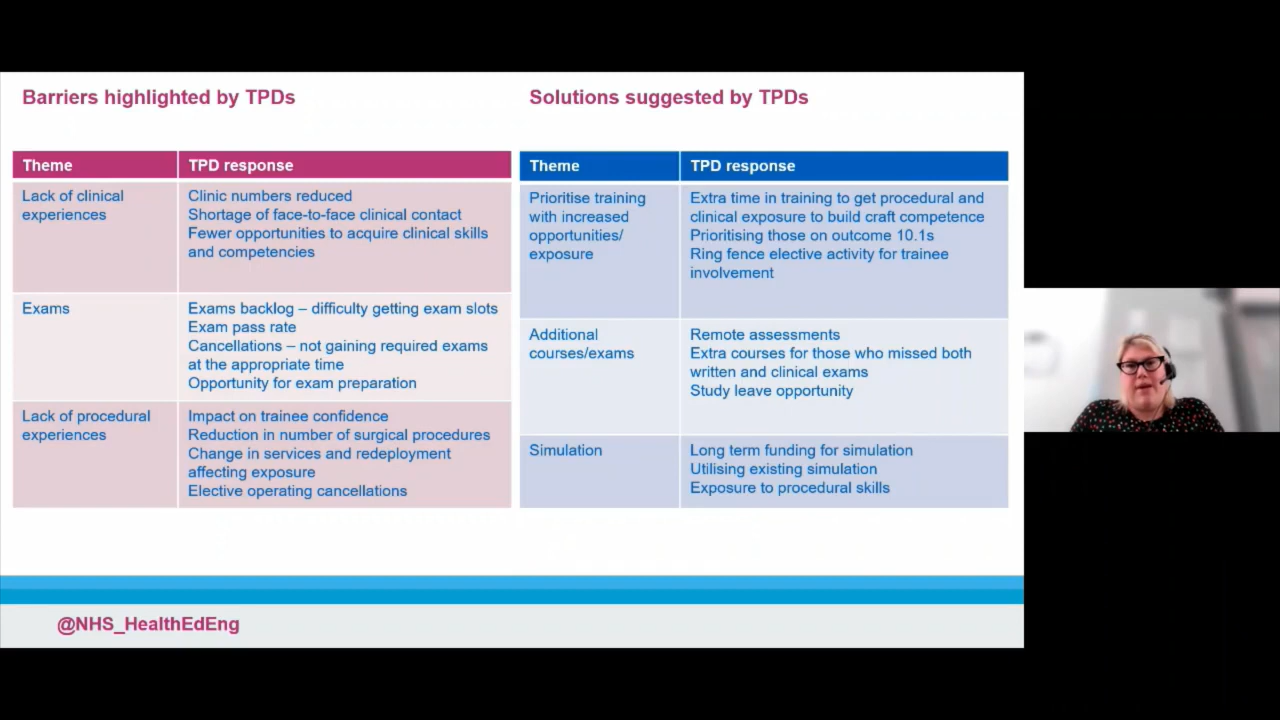 Barriers highlighted by TPDs
Theme
TPD response
Lack of clinical
experiences
Clinic numbers reduced
Shortage of face-to-face clinical contact
Fewer opportunities to acquire clinical skills
and competencies
Exams
Exams backlog – difficulty getting exam slots
Exam pass rate
Cancellations – not gaining required exams
at the appropriate time
Opportunity for exam preparation
Lack of procedural
experiences
Impact on trainee confidence
Reduction in number of surgical procedures
Change in services and redeployment
affecting exposure
Elective operating cancellations
Solutions suggested by TPDs
Theme
TPD response
Prioritise training
with increased
opportunities/
exposure
Extra time in training to get procedural and
clinical exposure to build craft competence
Prioritising those on outcome 10.1s
Ring fence elective activity for trainee
involvement
Additional
courses/exams
Remote assessments
Extra courses for those who missed both
written and clinical exams
Study leave opportunity
Simulation
Long term funding for simulation
Utilising existing simulation
Exposure to procedural skills
@NHS_HealthEdEng